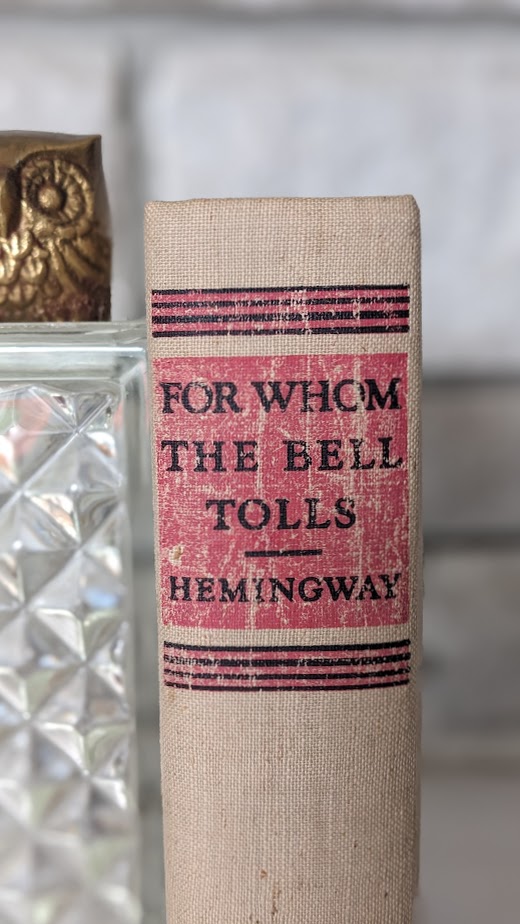 FOR WHOM
THE BELL
TOLLS
HEMINGWAY